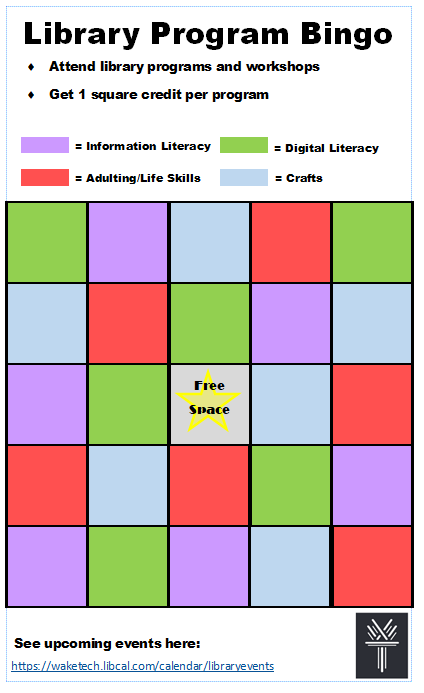 Library Program Bingo
♦ Attend library programs and workshops
♦ Get 1 square credit per program
= Information Literacy
= Digital Literacy
= Adulting/Life Skills
= Crafts
Free
Space
See upcoming events here:
https://waketech.libcal.com/calendar/libraryevents